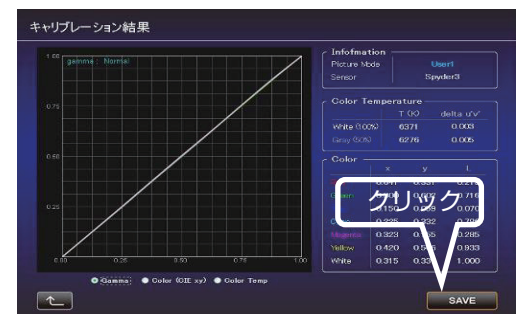 キャリブレーション結果
gamma : Normal
1.00
0.75
0.50
0.25
0.00 0.25 0.50 0.75 1.00
Gamma Color (CIE xy) Color Temp
Infofmation
Picture Mode User1
Sensor Spyder3
Color Temperature
T (K) delta u'v'
White (100%) 6371 0.003
Gray (50%) 6276 0.005
Color
x y L
Green
0.150 0.070
クリック
Magenta 0.323 0.285
Yellow 0.420 0.933
White 0.315 1.000
SAVE